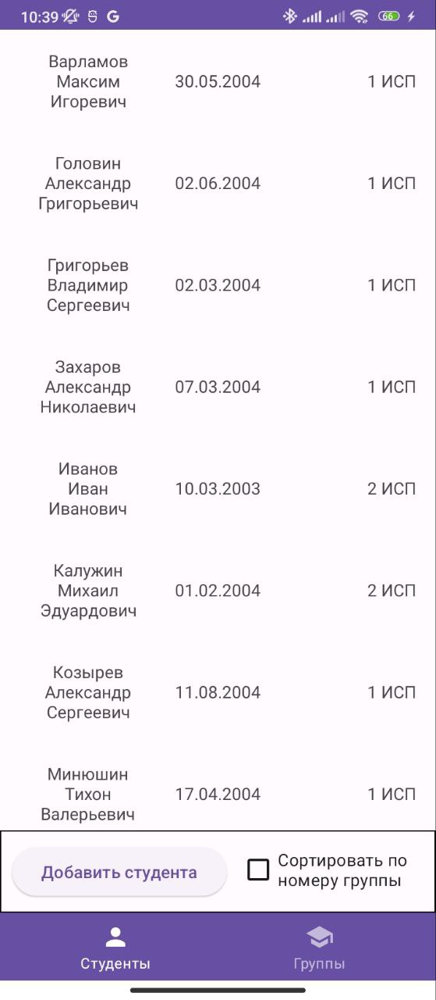 10:39 G 66
Варламов
Максим
Игоревич
30.05.2004
1 ИСП
Головин
Александр
Григорьевич
02.06.2004
1 ИСП
Григорьев
Владимир
Сергеевич
02.03.2004
1 ИСП
Захаров
Александр
Николаевич
07.03.2004
1 ИСП
Иванов
Иван
Иванович
10.03.2003
2 ИСП
Калужин
Михаил
Эдуардович
01.02.2004
2 ИСП
Козырев
Александр
Сергеевич
11.08.2004
1 ИСП
Минюшин
Тихон
Валерьевич
17.04.2004
1 ИСП
Добавить студента
Сортировать по
номеру группы
Студенты
Группы